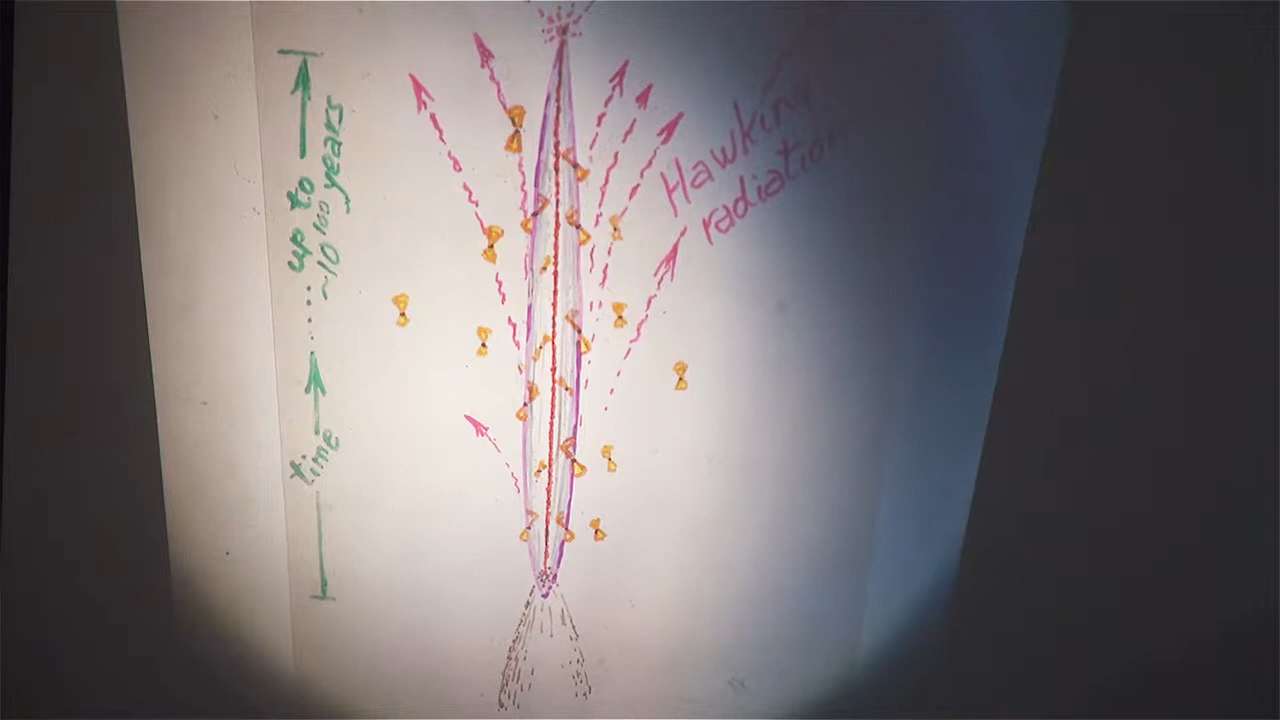 time
up to
~10¹⁰⁰ years
Hawking
radiation